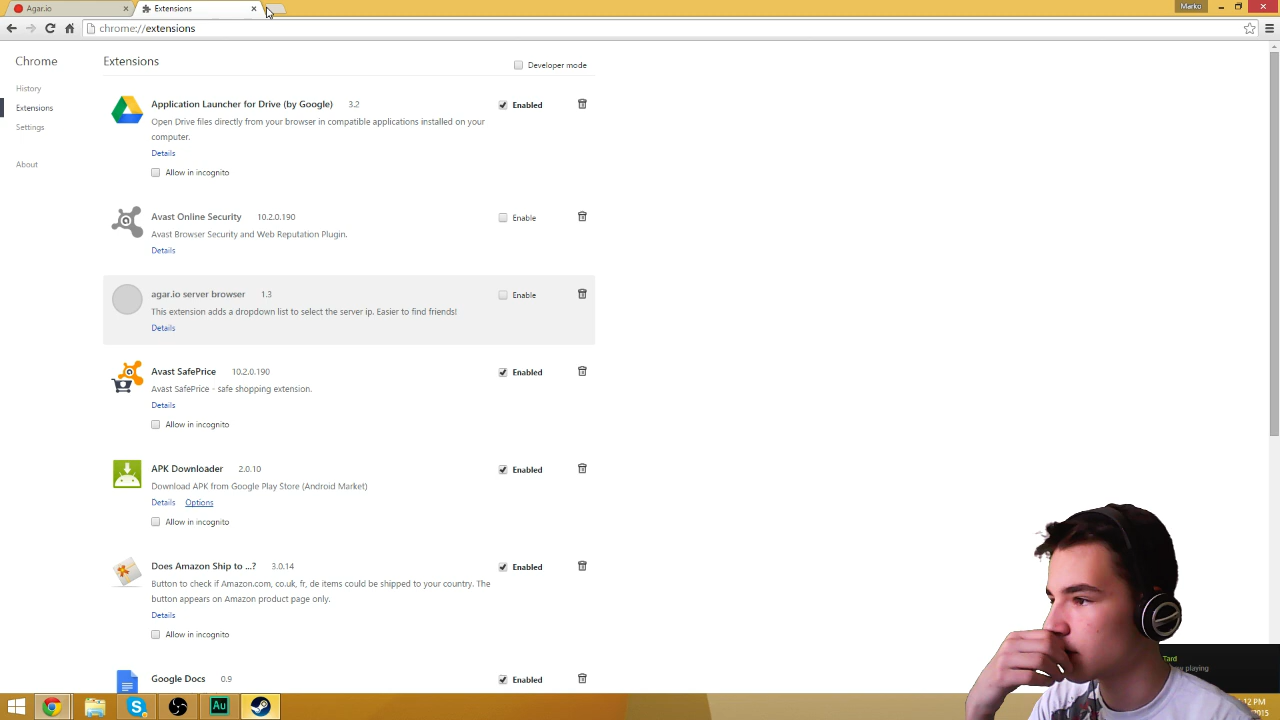 Agar.io
Extensions
Marko
chrome://extensions
Chrome
History
Extensions
Settings
About
Extensions
Developer mode
Application Launcher for Drive (by Google) 3.2
Enabled
Open Drive files directly from your browser in compatible applications installed on your
computer.
Details
Allow in incognito
Avast Online Security 10.2.0.190
Enable
Avast Browser Security and Web Reputation Plugin.
Details
agar.io server browser 1.3
Enable
This extension adds a dropdown list to select the server ip. Easier to find friends!
Details
Avast SafePrice 10.2.0.190
Enabled
Avast SafePrice - safe shopping extension.
Details
Allow in incognito
APK Downloader 2.0.10
Enabled
Download APK from Google Play Store (Android Market)
Details Options
Allow in incognito
Does Amazon Ship to ...? 3.0.14
Enabled
Button to check if Amazon.com, co.uk, fr, de items could be shipped to your country. The
button appears on Amazon product page only.
Details
Allow in incognito
Google Docs 0.9
Enabled
Tard
playing
Au
PM